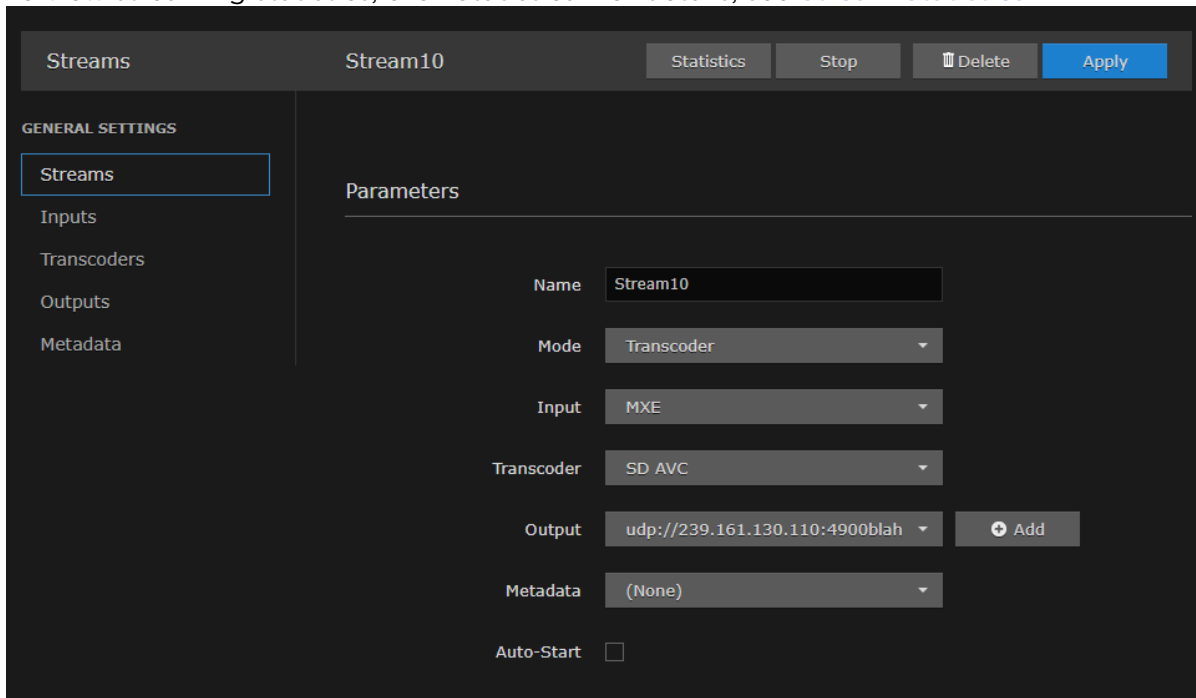 Streams
Stream10
Statistics
Stop
Delete
Apply
GENERAL SETTINGS
Streams
Inputs
Transcoders
Outputs
Metadata
Parameters
Name
Stream10
Mode
Transcoder
Input
MXE
Transcoder
SD AVC
Output
udp://239.161.130.110:4900blah
Add
Metadata
(None)
Auto-Start